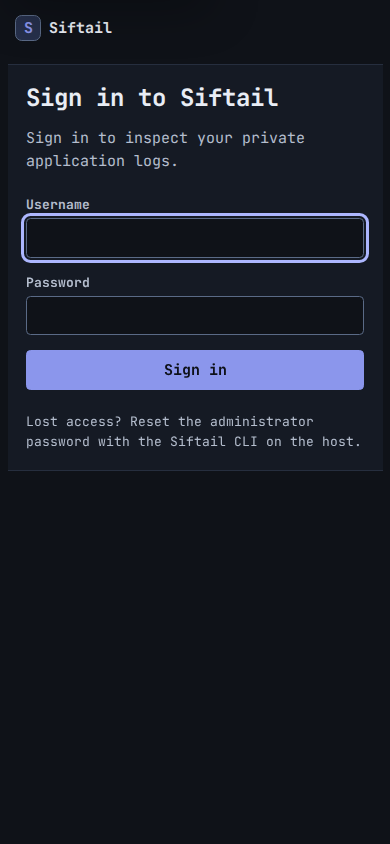 S Siftail
Sign in to Siftail
Sign in to inspect your private
application logs.
Username
Password
Sign in
Lost access? Reset the administrator
password with the Siftail CLI on the host.